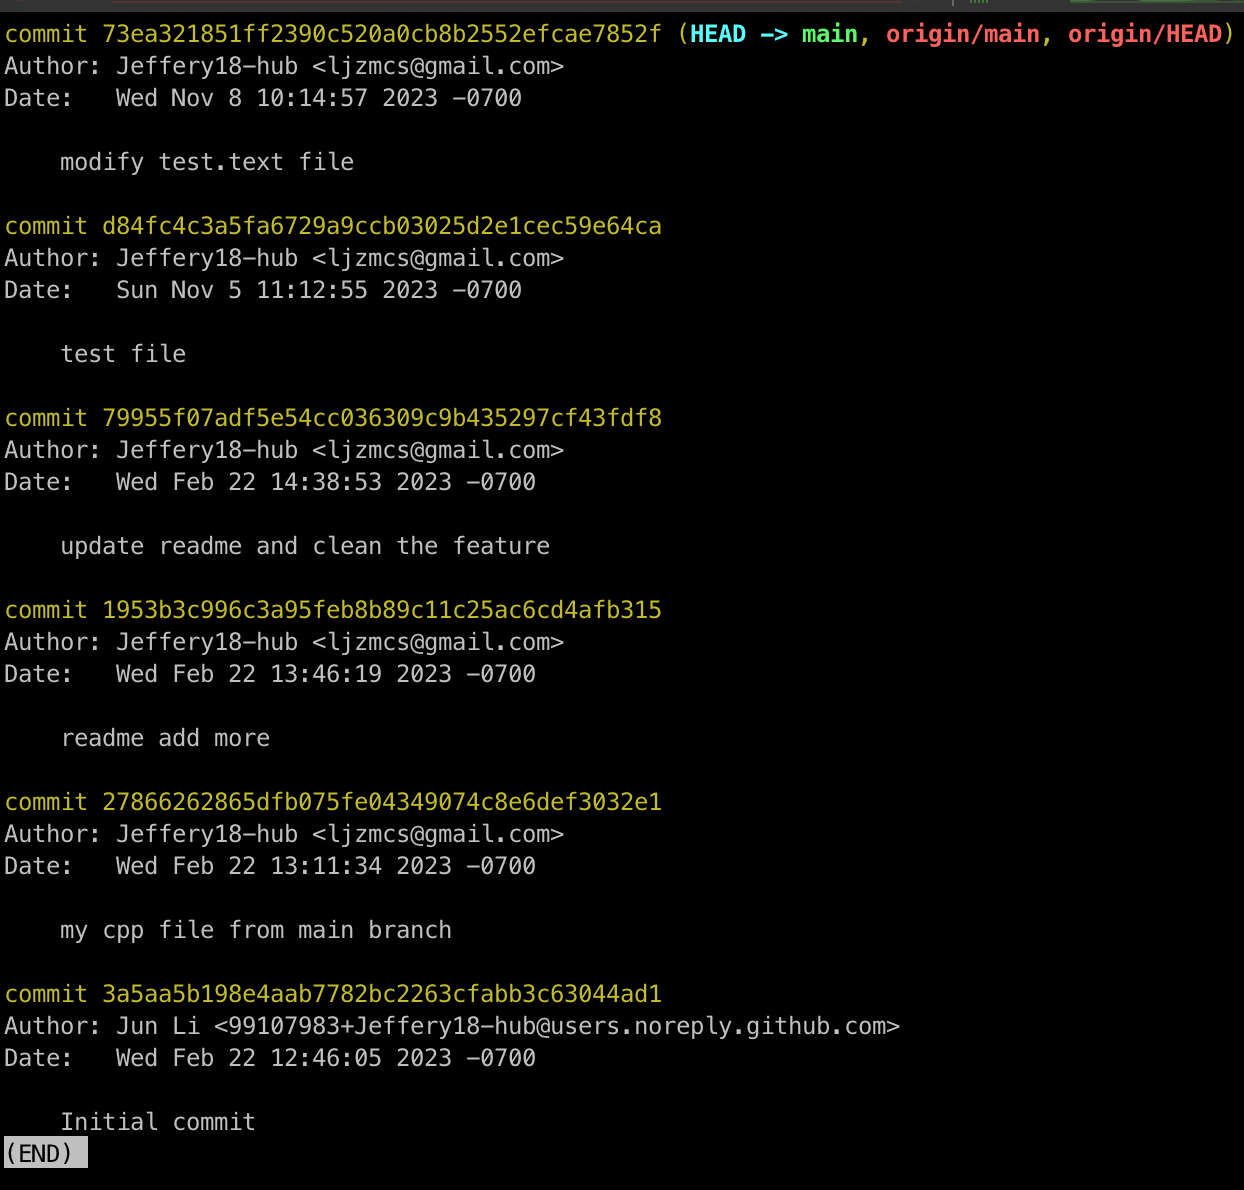 commit 73ea321851ff2390c520a0cb8b2552efcae7852f (HEAD -> main, origin/main, origin/HEAD)
Author: Jeffery18-hub <ljzmcs@gmail.com>
Date:   Wed Nov 8 10:14:57 2023 -0700
    modify test.text file
commit d84fc4c3a5fa6729a9ccb03025d2e1cec59e64ca
Author: Jeffery18-hub <ljzmcs@gmail.com>
Date:   Sun Nov 5 11:12:55 2023 -0700
    test file
commit 79955f07adf5e54cc036309c9b435297cf43fdf8
Author: Jeffery18-hub <ljzmcs@gmail.com>
Date:   Wed Feb 22 14:38:53 2023 -0700
    update readme and clean the feature
commit 1953b3c996c3a95feb8b89c11c25ac6cd4afb315
Author: Jeffery18-hub <ljzmcs@gmail.com>
Date:   Wed Feb 22 13:46:19 2023 -0700
    readme add more
commit 27866262865dfb075fe04349074c8e6def3032e1
Author: Jeffery18-hub <ljzmcs@gmail.com>
Date:   Wed Feb 22 13:11:34 2023 -0700
    my cpp file from main branch
commit 3a5aa5b198e4aab7782bc2263cfabb3c63044ad1
Author: Jun Li <99107983+Jeffery18-hub@users.noreply.github.com>
Date:   Wed Feb 22 12:46:05 2023 -0700
    Initial commit
(END)